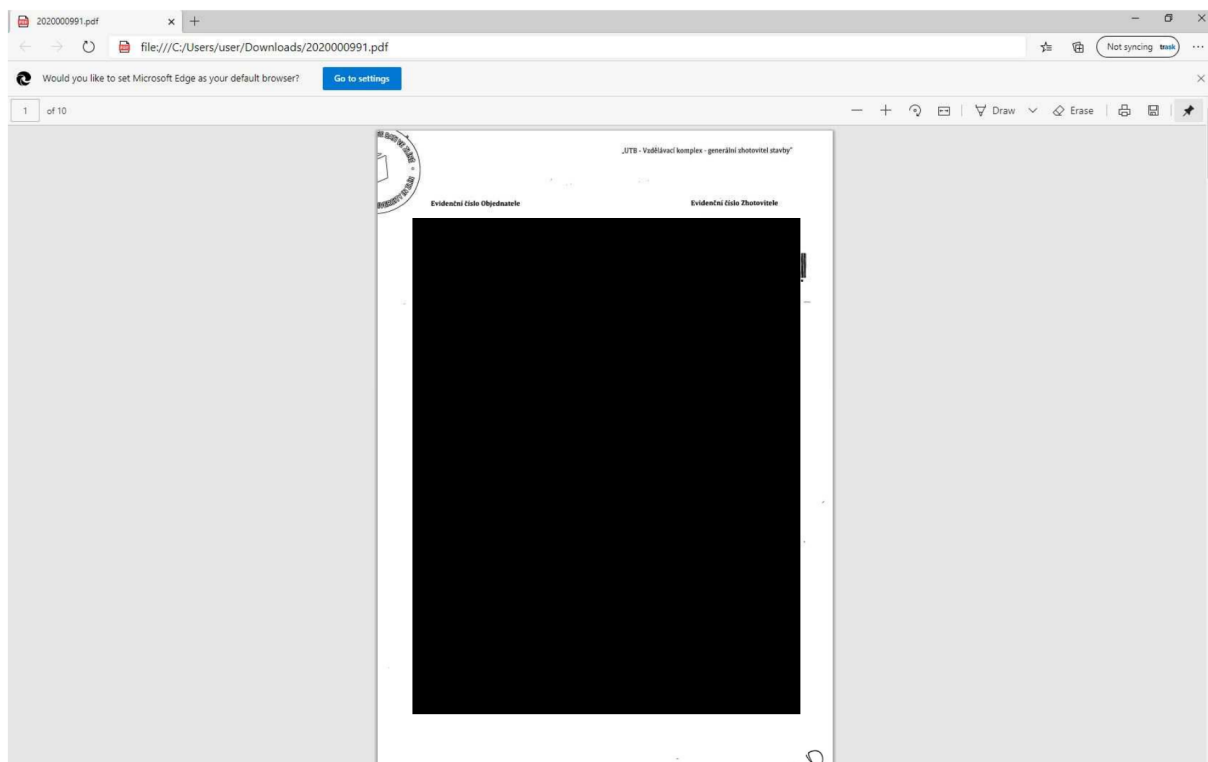 2020000991.pdf
file:///C:/Users/user/Downloads/2020000991.pdf
Not syncing trask
Would you like to set Microsoft Edge as your default browser? Go to settings
1 of 10
Draw
Erase
„UTB - Vzdělávací komplex - generální zhotovitel stavby"
Evidenční číslo Objednatele Evidenční číslo Zhotovitele